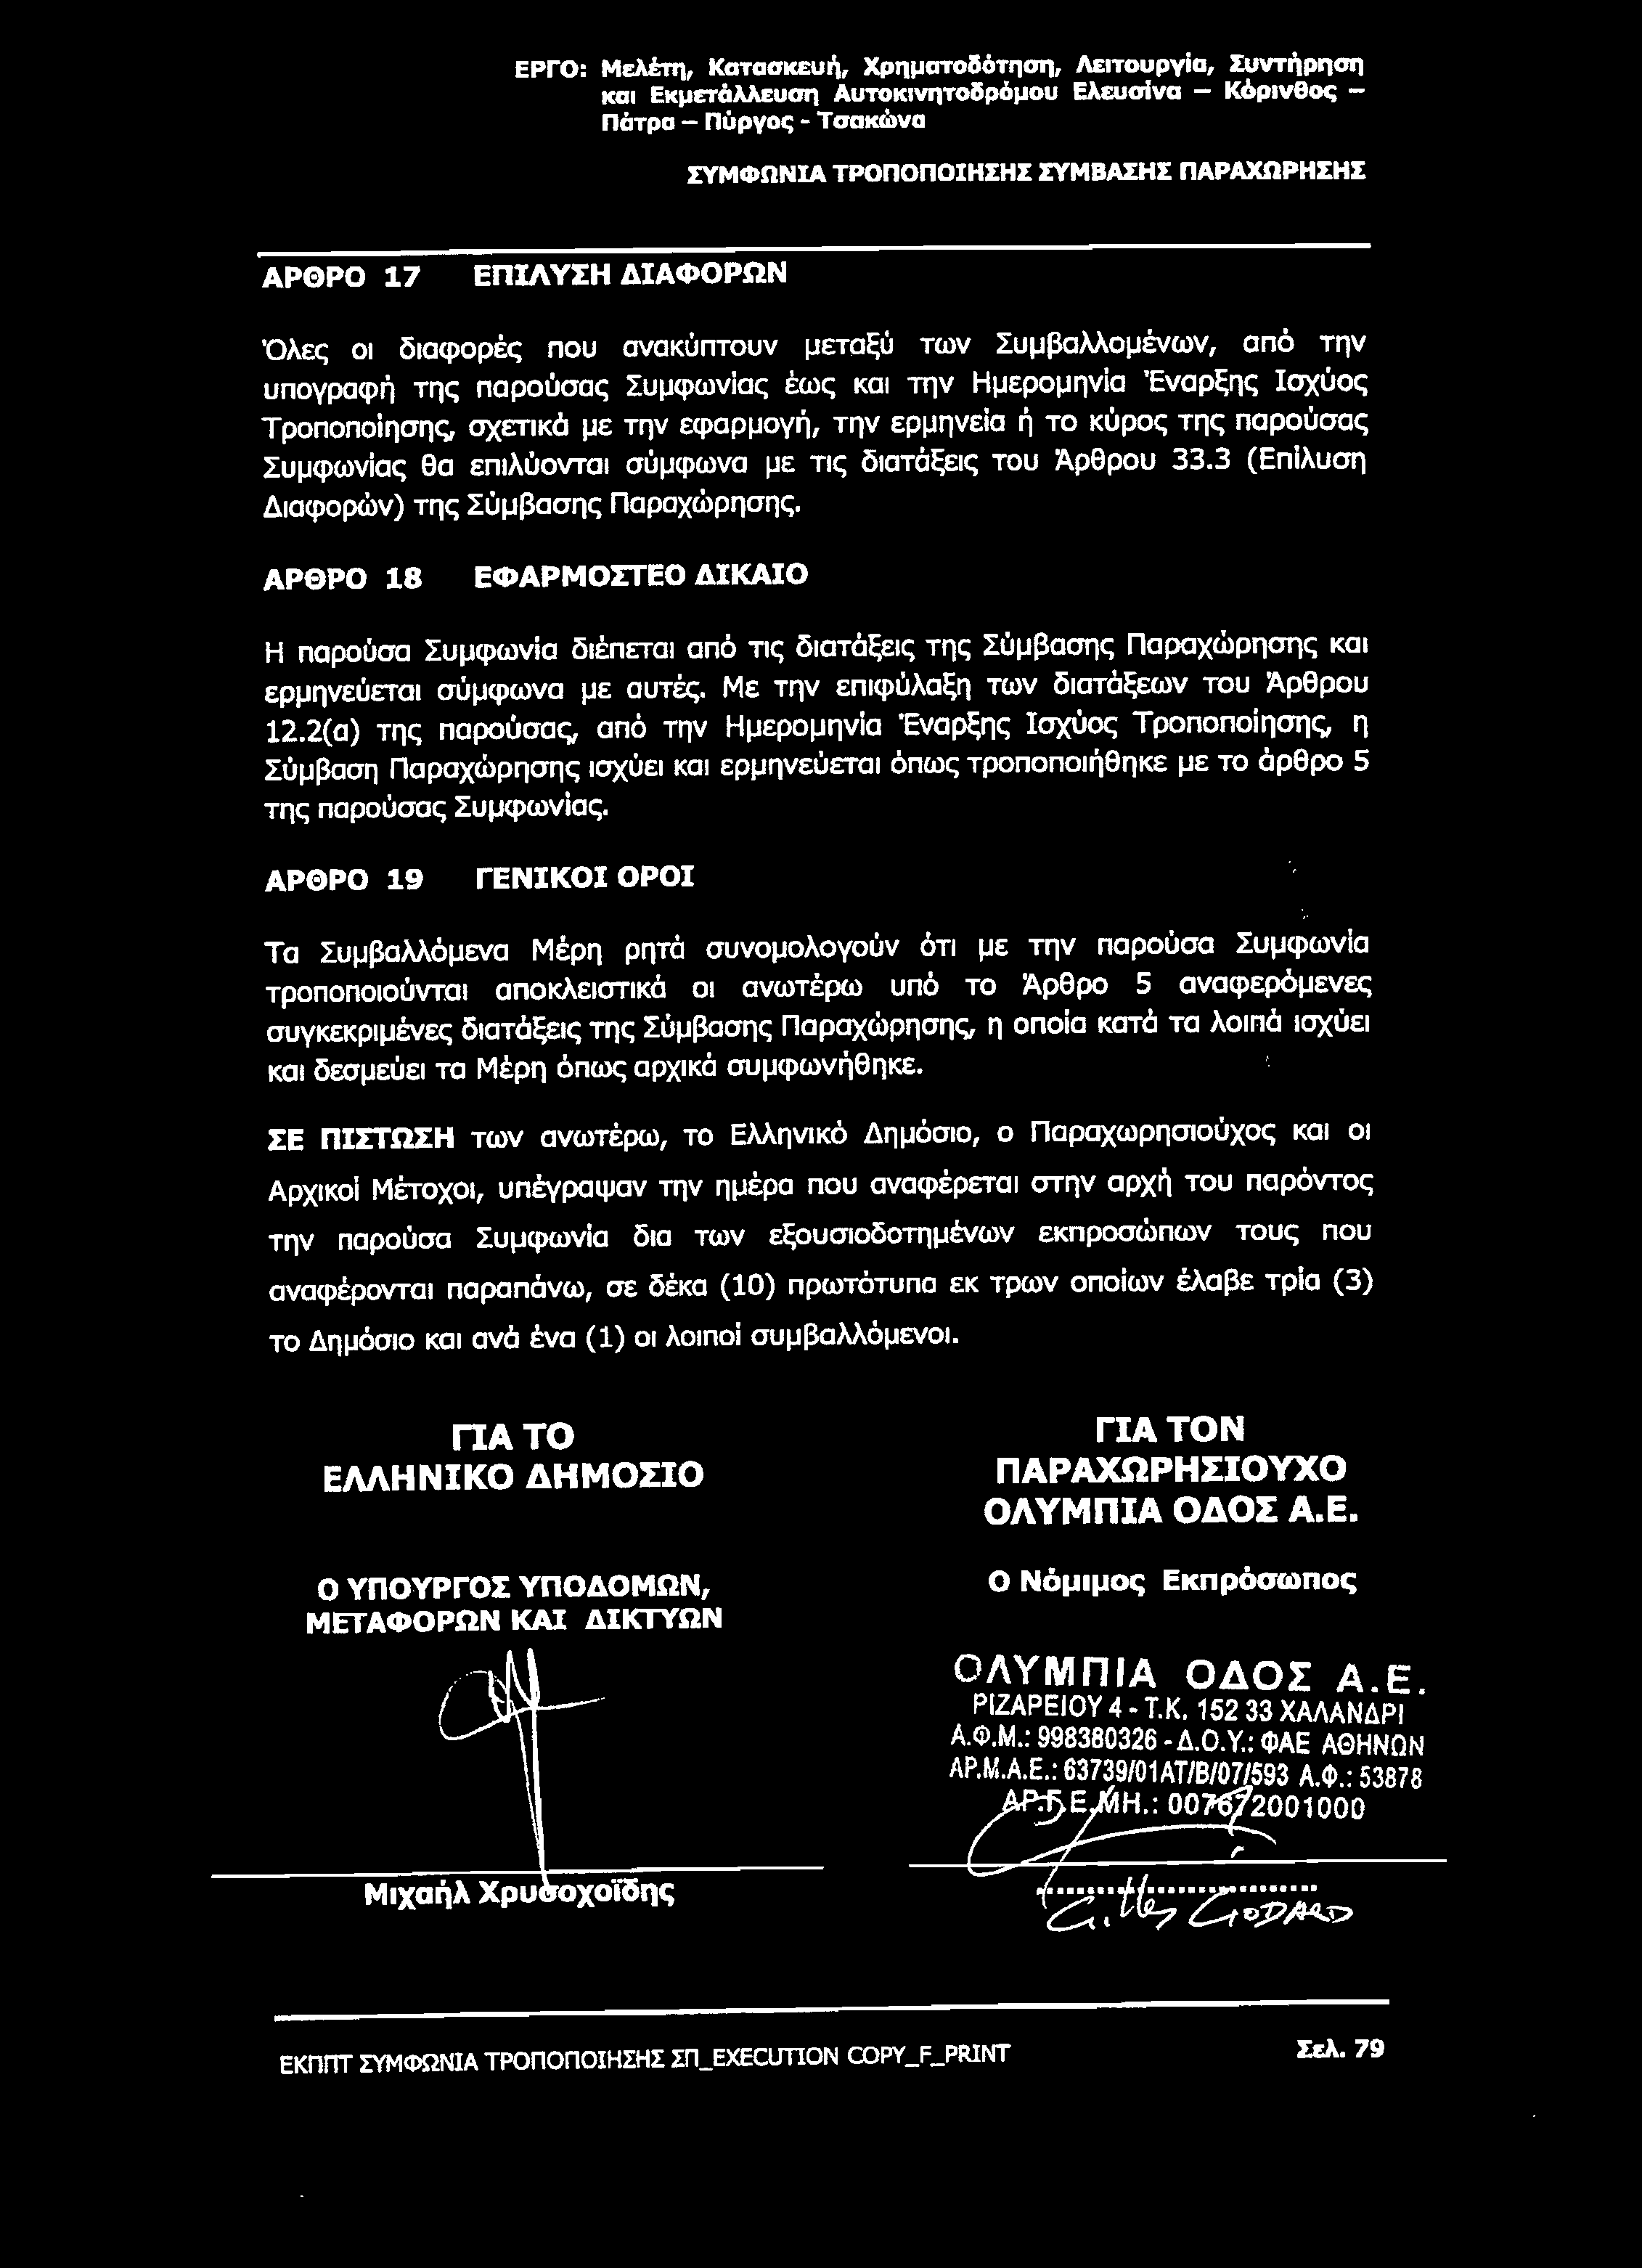 ΕΡΓΟ: Μελέτη, Κατασκευή, Χρηματοδότηση, Λειτουργία, Συντήρηση
και Εκμετάλλευση Αυτοκινητοδρόμου Ελευσίνα – Κόρινθος –
Πάτρα – Πύργος - Τσακώνα
ΣΥΜΦΩΝΙΑ ΤΡΟΠΟΠΟΙΗΣΗΣ ΣΥΜΒΑΣΗΣ ΠΑΡΑΧΩΡΗΣΗΣ
ΑΡΘΡΟ 17 ΕΠΙΛΥΣΗ ΔΙΑΦΟΡΩΝ
Όλες οι διαφορές που ανακύπτουν μεταξύ των Συμβαλλομένων, από την
υπογραφή της παρούσας Συμφωνίας έως και την Ημερομηνία Έναρξης Ισχύος
Τροποποίησης, σχετικά με την εφαρμογή, την ερμηνεία ή το κύρος της παρούσας
Συμφωνίας θα επιλύονται σύμφωνα με τις διατάξεις του Άρθρου 33.3 (Επίλυση
Διαφορών) της Σύμβασης Παραχώρησης.
ΑΡΘΡΟ 18 ΕΦΑΡΜΟΣΤΕΟ ΔΙΚΑΙΟ
Η παρούσα Συμφωνία διέπεται από τις διατάξεις της Σύμβασης Παραχώρησης και
ερμηνεύεται σύμφωνα με αυτές. Με την επιφύλαξη των διατάξεων του Άρθρου
12.2(α) της παρούσας, από την Ημερομηνία Έναρξης Ισχύος Τροποποίησης, η
Σύμβαση Παραχώρησης ισχύει και ερμηνεύεται όπως τροποποιήθηκε με το άρθρο 5
της παρούσας Συμφωνίας.
ΑΡΘΡΟ 19 ΓΕΝΙΚΟΙ ΟΡΟΙ
Τα Συμβαλλόμενα Μέρη ρητά συνομολογούν ότι με την παρούσα Συμφωνία
τροποποιούνται αποκλειστικά οι ανωτέρω υπό το Άρθρο 5 αναφερόμενες
συγκεκριμένες διατάξεις της Σύμβασης Παραχώρησης, η οποία κατά τα λοιπά ισχύει
και δεσμεύει τα Μέρη όπως αρχικά συμφωνήθηκε.
ΣΕ ΠΙΣΤΩΣΗ των ανωτέρω, το Ελληνικό Δημόσιο, ο Παραχωρησιούχος και οι
Αρχικοί Μέτοχοι, υπέγραψαν την ημέρα που αναφέρεται στην αρχή του παρόντος
την παρούσα Συμφωνία δια των εξουσιοδοτημένων εκπροσώπων τους που
αναφέρονται παραπάνω, σε δέκα (10) πρωτότυπα εκ τρων οποίων έλαβε τρία (3)
το Δημόσιο και ανά ένα (1) οι λοιποί συμβαλλόμενοι.
ΓΙΑ ΤΟ
ΕΛΛΗΝΙΚΟ ΔΗΜΟΣΙΟ
Ο ΥΠΟΥΡΓΟΣ ΥΠΟΔΟΜΩΝ,
ΜΕΤΑΦΟΡΩΝ ΚΑΙ ΔΙΚΤΥΩΝ
Μιχαήλ Χρυσοχοΐδης
ΓΙΑ ΤΟΝ
ΠΑΡΑΧΩΡΗΣΙΟΥΧΟ
ΟΛΥΜΠΙΑ ΟΔΟΣ Α.Ε.
Ο Νόμιμος Εκπρόσωπος
ΟΛΥΜΠΙΑ ΟΔΟΣ Α.Ε.
ΡΙΖΑΡΕΙΟΥ 4 - Τ.Κ. 152 33 ΧΑΛΑΝΔΡΙ
Α.Φ.Μ.: 998380326 - Δ.Ο.Υ.: ΦΑΕ ΑΘΗΝΩΝ
ΑΡ.Μ.Α.Ε.: 63739/01ΑΤ/Β/07/593 Α.Φ.: 53878
ΑΡ.Γ.Ε.ΜΗ.: 007672001000
Gilles GODARD
ΕΚΠΠΤ ΣΥΜΦΩΝΙΑ ΤΡΟΠΟΠΟΙΗΣΗΣ ΣΠ_EXECUTION COPY_F_PRINT Σελ. 79